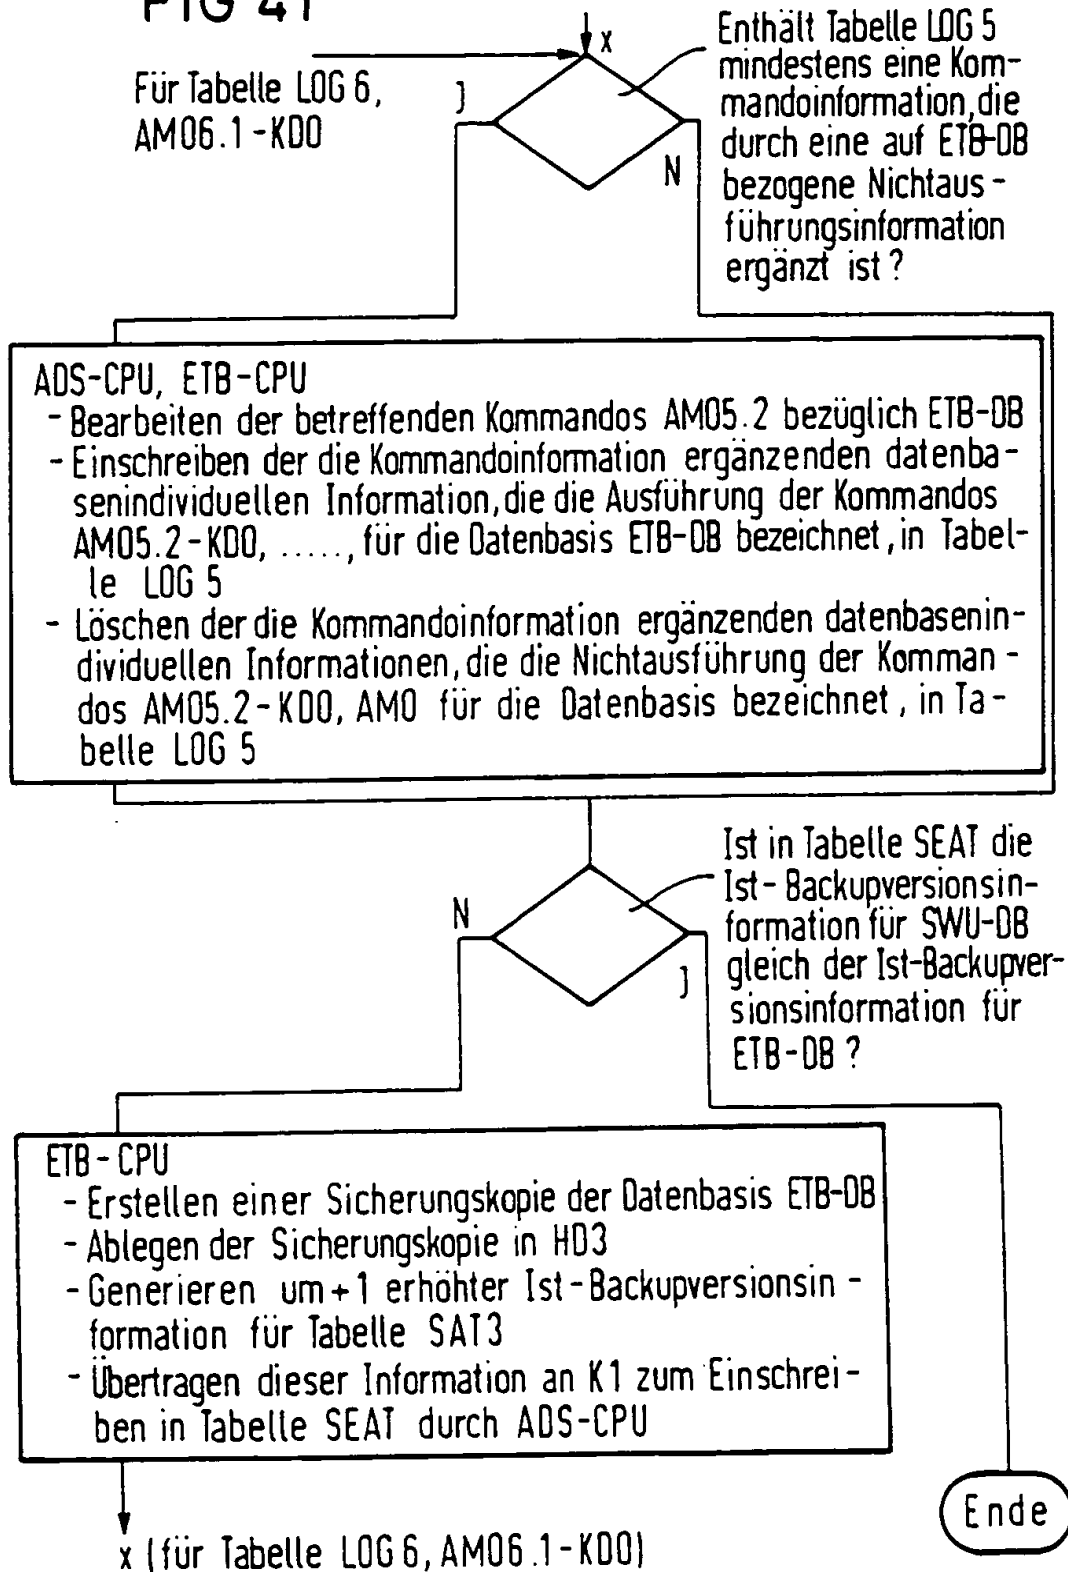 FIG 41
x
Enthält Tabelle LOG 5
mindestens eine Kom-
mandoinformation, die
durch eine auf ETB-DB
bezogene Nichtaus-
führungsinformation
ergänzt ist ?
Für Tabelle LOG 6,
AMO6.1-KDO
J
N
ADS-CPU, ETB-CPU
- Bearbeiten der betreffenden Kommandos AMO5.2 bezüglich ETB-DB
- Einschreiben der die Kommandoinformation ergänzenden datenba-
senindividuellen Information, die die Ausführung der Kommandos
AMO5.2-KDO, ....., für die Datenbasis ETB-DB bezeichnet, in Tabel-
le LOG 5
- Löschen der die Kommandoinformation ergänzenden datenbasenin-
dividuellen Informationen, die die Nichtausführung der Komman-
dos AMO5.2-KDO, AMO für die Datenbasis bezeichnet, in Ta-
belle LOG 5
Ist in Tabelle SEAT die
Ist-Backupversionsin-
formation für SWU-DB
gleich der Ist-Backupver-
sionsinformation für
ETB-DB ?
N
J
ETB-CPU
- Erstellen einer Sicherungskopie der Datenbasis ETB-DB
- Ablegen der Sicherungskopie in HD3
- Generieren um +1 erhöhter Ist-Backupversionsin-
formation für Tabelle SAT3
- Übertragen dieser Information an K1 zum Einschrei-
ben in Tabelle SEAT durch ADS-CPU
Ende
x (für Tabelle LOG 6, AMO6.1-KDO)